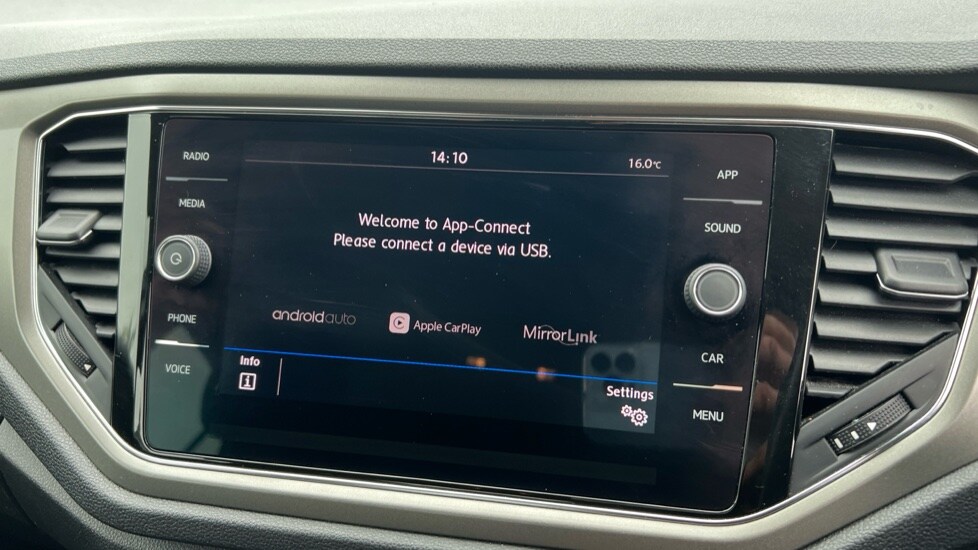 RADIO
MEDIA
PHONE
VOICE
14:10
16.0°C
Welcome to App-Connect
Please connect a device via USB.
androidauto
Apple CarPlay
MirrorLink
Info
i
Settings
APP
SOUND
CAR
MENU